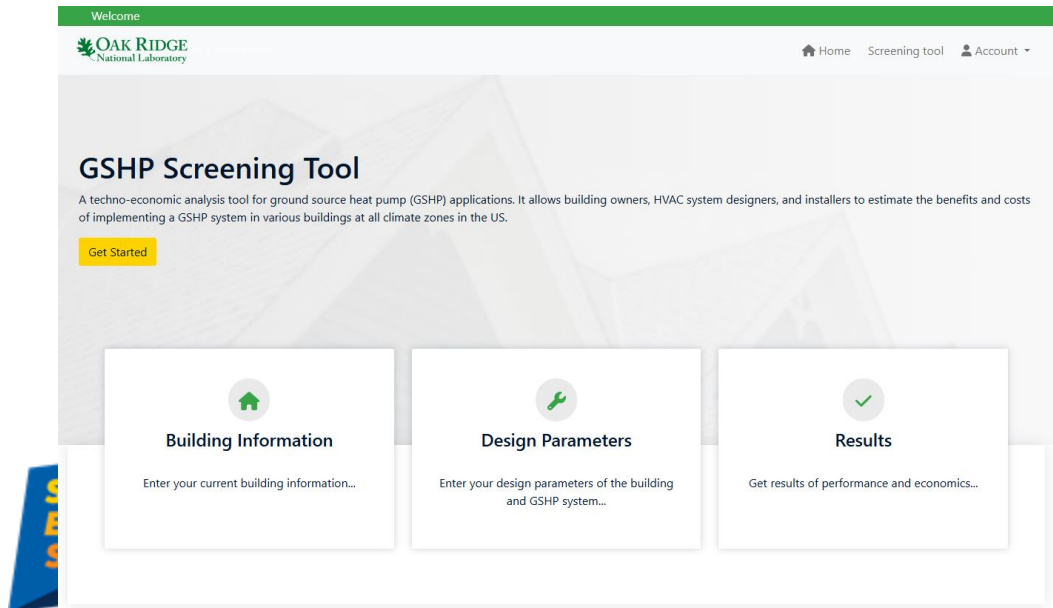 Welcome
OAK RIDGE
National Laboratory
Home Screening tool Account
GSHP Screening Tool
A techno-economic analysis tool for ground source heat pump (GSHP) applications. It allows building owners, HVAC system designers, and installers to estimate the benefits and costs
of implementing a GSHP system in various buildings at all climate zones in the US.
Get Started
Building Information
Enter your current building information...
Design Parameters
Enter your design parameters of the building
and GSHP system...
Results
Get results of performance and economics...
S
E
S